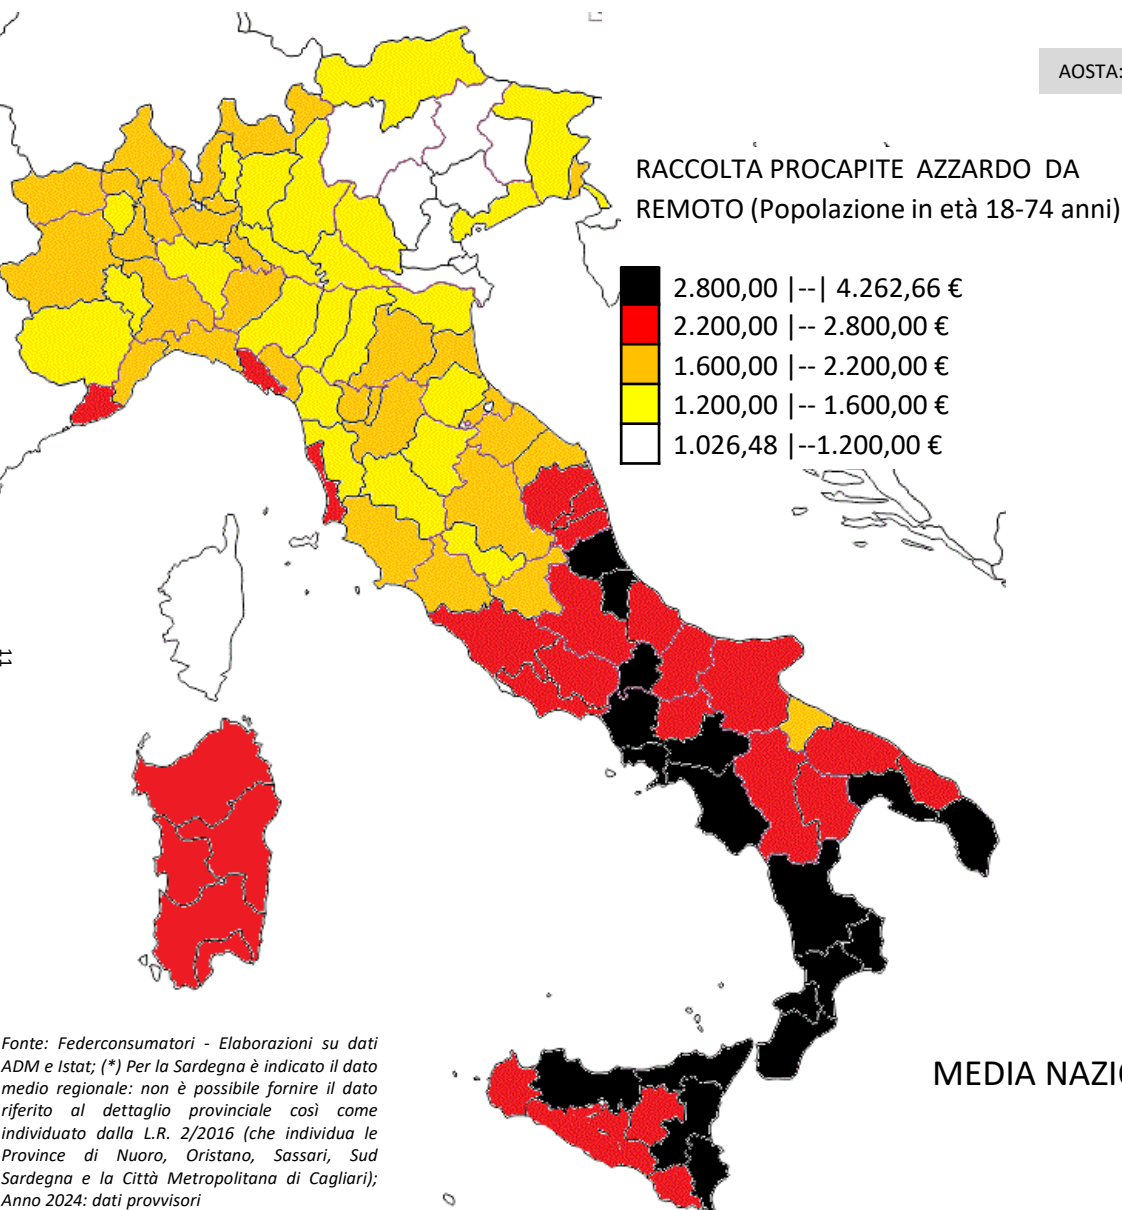 AOSTA:
RACCOLTA PROCAPITE AZZARDO DA
REMOTO (Popolazione in età 18-74 anni)
2.800,00 |--| 4.262,66 €
2.200,00 |-- 2.800,00 €
1.600,00 |-- 2.200,00 €
1.200,00 |-- 1.600,00 €
1.026,48 |--1.200,00 €
11
Fonte: Federconsumatori - Elaborazioni su dati
ADM e Istat; (*) Per la Sardegna è indicato il dato
medio regionale: non è possibile fornire il dato
riferito al dettaglio provinciale così come
individuato dalla L.R. 2/2016 (che individua le
Province di Nuoro, Oristano, Sassari, Sud
Sardegna e la Città Metropolitana di Cagliari);
Anno 2024: dati provvisori
MEDIA NAZI